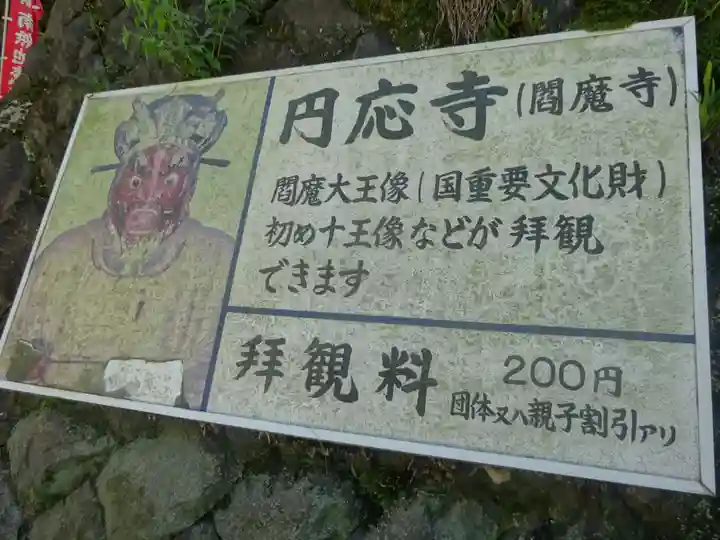 円応寺(閻魔寺)
閻魔大王像(国重要文化財)
初め十王像などが拝観
できます
拝観料 200円
団体又ハ親子割引アリ